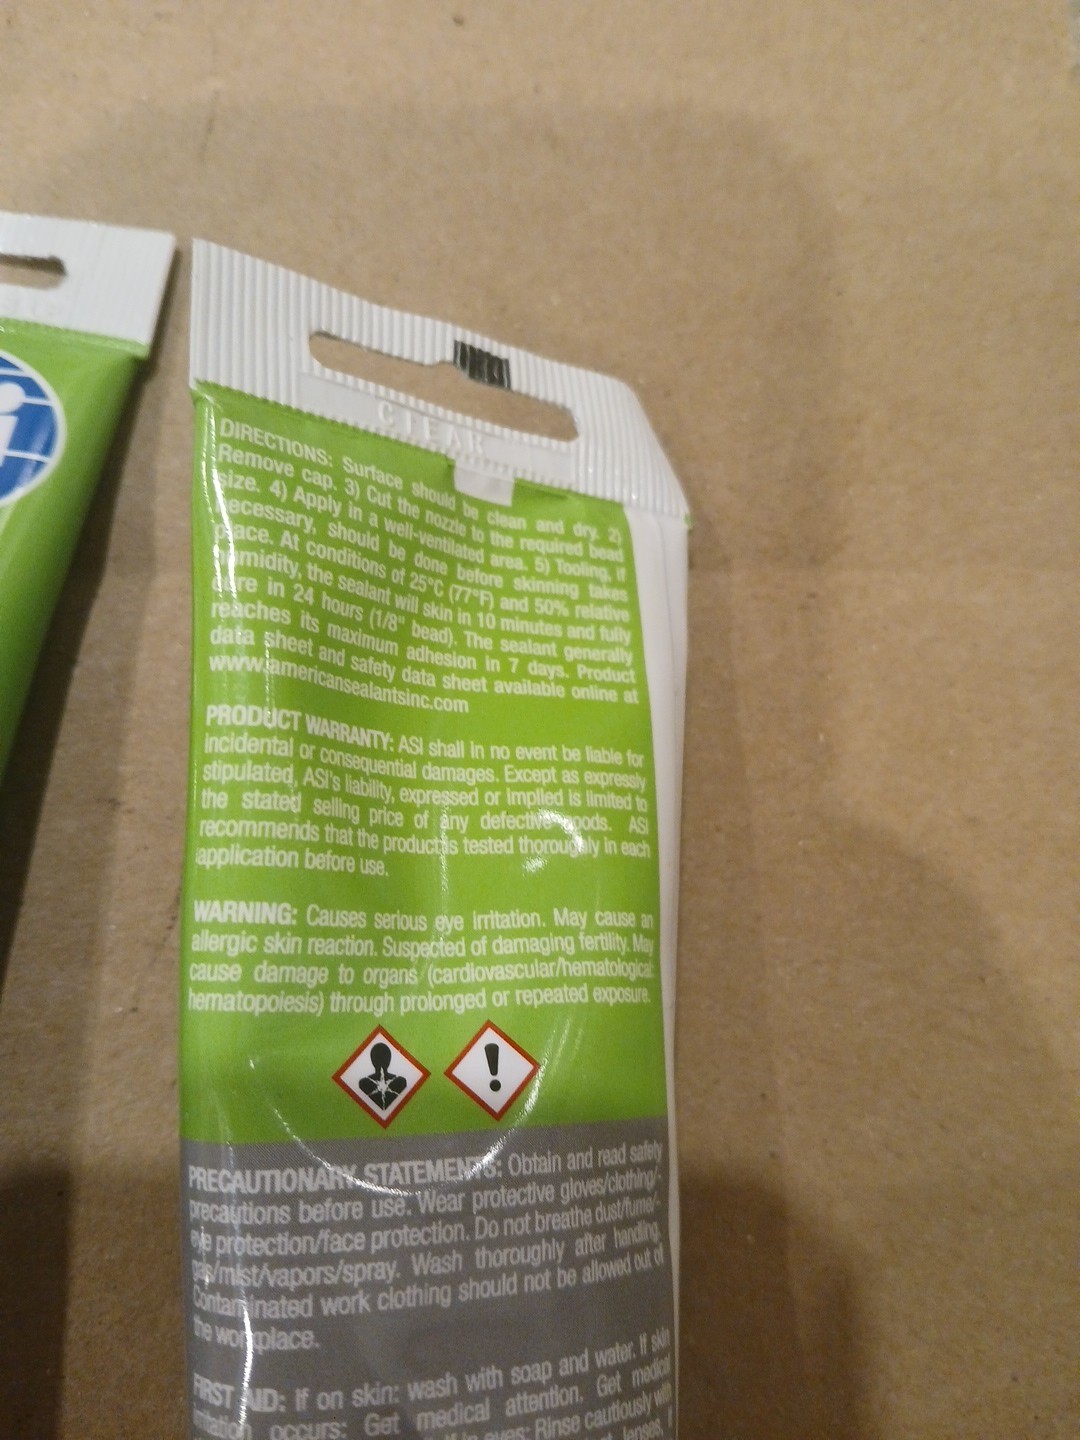 CLEAR
DIRECTIONS: Surface should be clean and dry. 2)
Remove cap. 3) Cut the nozzle to the required bead
size. 4) Apply in a well-ventilated area. 5) Tooling, if
necessary, should be done before skinning takes
place. At conditions of 25°C (77°F) and 50% relative
humidity, the sealant will skin in 10 minutes and fully
cure in 24 hours (1/8" bead). The sealant generally
reaches its maximum adhesion in 7 days. Product
data sheet and safety data sheet available online at
www.americansealantsinc.com
PRODUCT WARRANTY: ASI shall in no event be liable for
incidental or consequential damages. Except as expressly
stipulated, ASI's liability, expressed or implied is limited to
the stated selling price of any defective goods. ASI
recommends that the product is tested thoroughly in each
application before use.
WARNING: Causes serious eye irritation. May cause an
allergic skin reaction. Suspected of damaging fertility. May
cause damage to organs (cardiovascular/hematological:
hematopoiesis) through prolonged or repeated exposure.
PRECAUTIONARY STATEMENTS: Obtain and read safety
precautions before use. Wear protective gloves/clothing/-
eye protection/face protection. Do not breathe dust/fume/-
gas/mist/vapors/spray. Wash thoroughly after handling.
Contaminated work clothing should not be allowed out of
the workplace.
FIRST AID: If on skin: wash with soap and water. If skin
irritation occurs: Get medical attention. Get medical
if in eyes: Rinse cautiously with
lenses, if